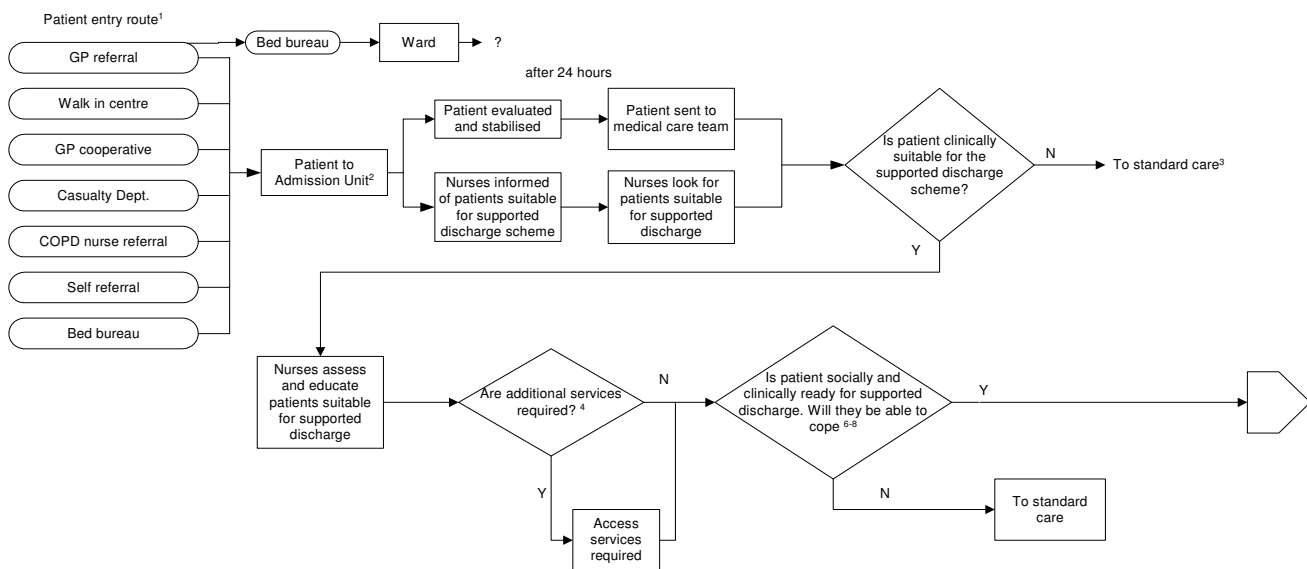 Patient entry route1
Bed bureau
Ward
?
GP referral
Walk in centre
GP cooperative
Casualty Dept.
COPD nurse referral
Self referral
Bed bureau
Patient to
Admission Unit2
after 24 hours
Patient evaluated
and stabilised
Patient sent to
medical care team
Nurses informed
of patients suitable
for supported
discharge scheme
Nurses look for
patients suitable
for supported
discharge
Is patient clinically
suitable for the
supported discharge
scheme?
N
To standard care3
Y
Nurses assess
and educate
patients suitable
for supported
discharge
Are additional services
required? 4
N
Y
Access
services
required
Is patient socially and
clinically ready for supported
discharge. Will they be able to
cope 6-8
Y
N
To standard
care